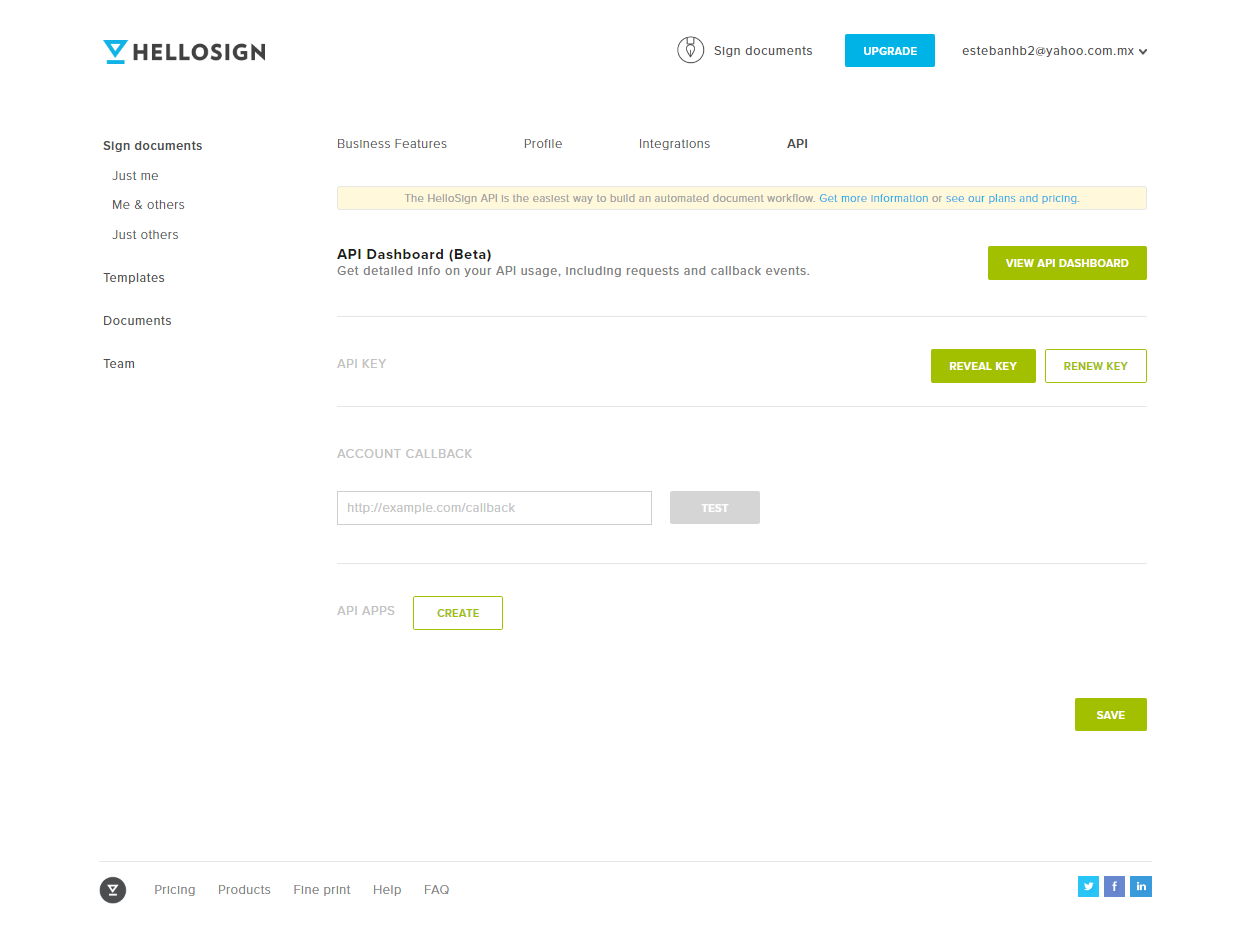 HELLOSIGN
Sign documents
UPGRADE
estebanhb2@yahoo.com.mx
Sign documents
Just me
Me & others
Just others
Templates
Documents
Team
Business Features
Profile
Integrations
API
The HelloSign API is the easiest way to build an automated document workflow. Get more information or see our plans and pricing.
API Dashboard (Beta)
Get detailed info on your API usage, including requests and callback events.
VIEW API DASHBOARD
API KEY
REVEAL KEY
RENEW KEY
ACCOUNT CALLBACK
http://example.com/callback
TEST
API APPS
CREATE
SAVE
Pricing
Products
Fine print
Help
FAQ
f
in